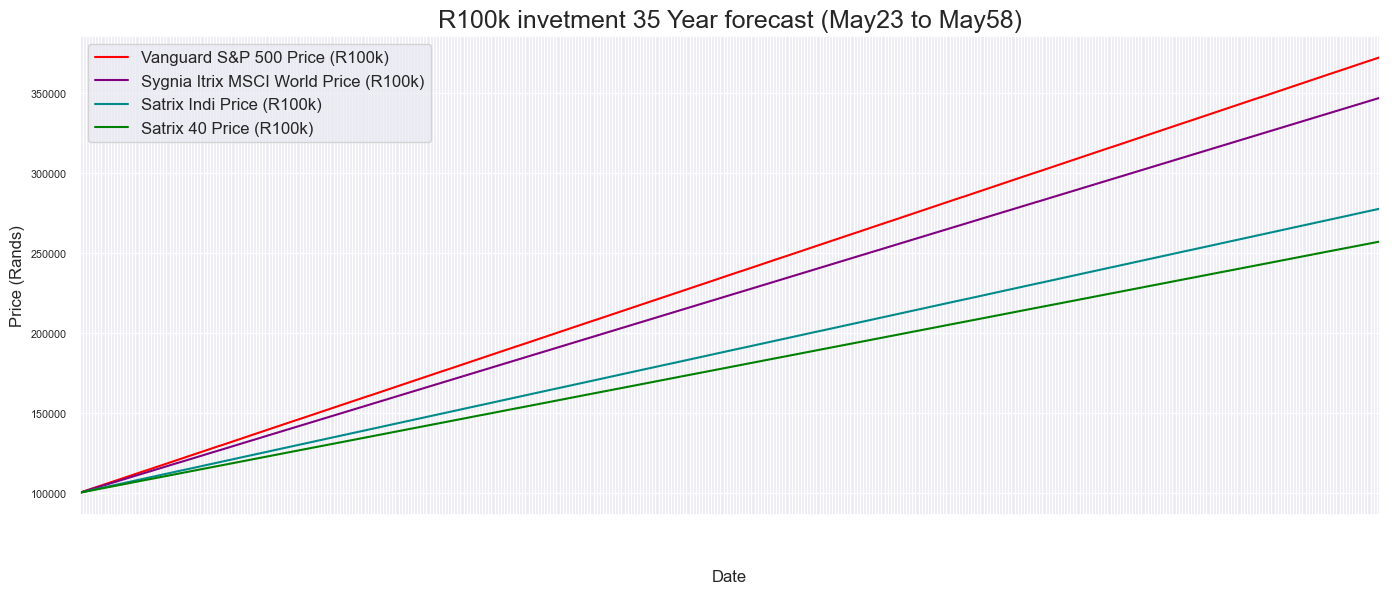 R100k invetment 35 Year forecast (May23 to May58)
Vanguard S&P 500 Price (R100k)
Sygnia Itrix MSCI World Price (R100k)
Satrix Indi Price (R100k)
Satrix 40 Price (R100k)
Price (Rands)
350000
300000
250000
200000
150000
100000
Date